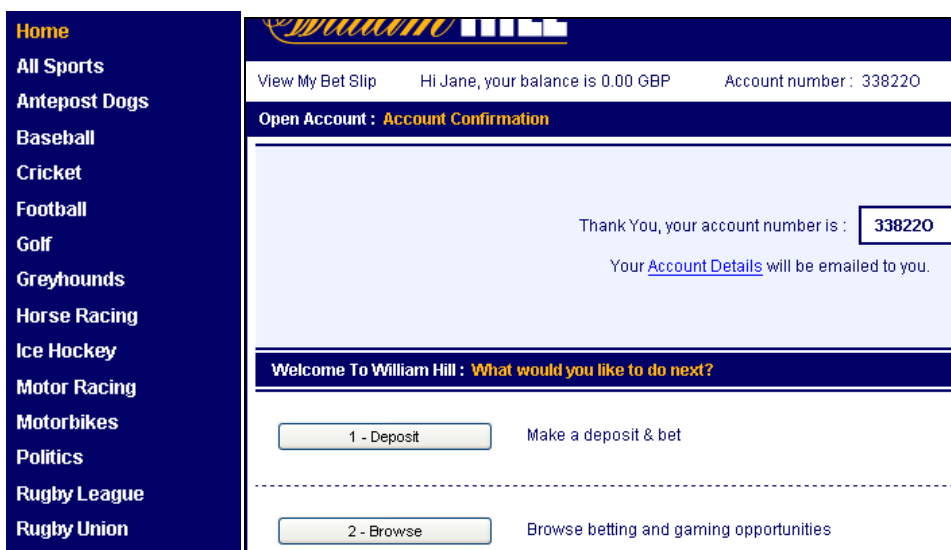 Home
All Sports
Antepost Dogs
Baseball
Cricket
Football
Golf
Greyhounds
Horse Racing
Ice Hockey
Motor Racing
Motorbikes
Politics
Rugby League
Rugby Union
William HILL
View My Bet Slip Hi Jane, your balance is 0.00 GBP Account number : 33822O
Open Account : Account Confirmation
Thank You, your account number is : 33822O
Your Account Details will be emailed to you.
Welcome To William Hill : What would you like to do next?
1 - Deposit Make a deposit & bet
2 - Browse Browse betting and gaming opportunities